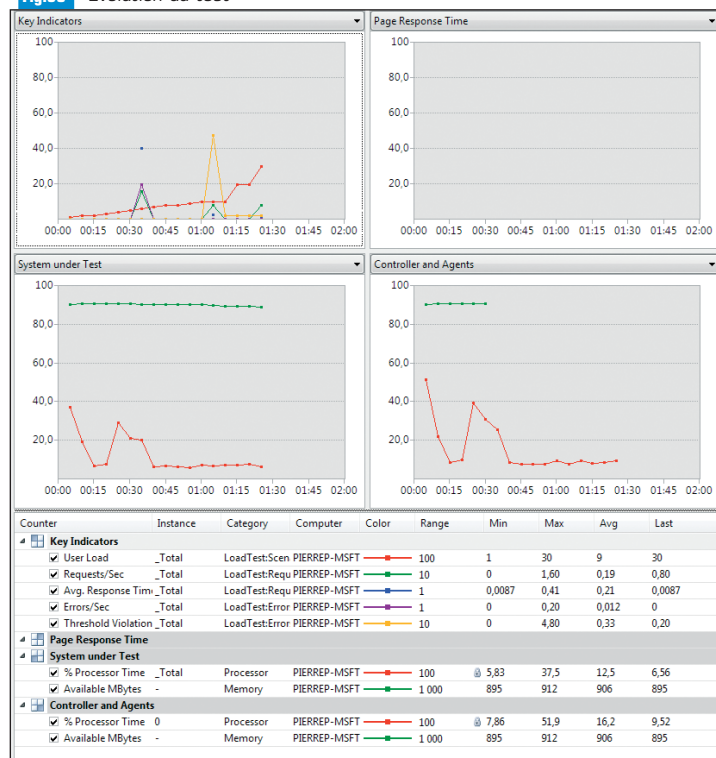 Évolution du test
Key Indicators
100
80,0
60,0
40,0
20,0
00:00 00:15 00:30 00:45 01:00 01:15 01:30 01:45 02:00
Page Response Time
100
80,0
60,0
40,0
20,0
00:00 00:15 00:30 00:45 01:00 01:15 01:30 01:45 02:00
System under Test
100
80,0
60,0
40,0
20,0
00:00 00:15 00:30 00:45 01:00 01:15 01:30 01:45 02:00
Controller and Agents
100
80,0
60,0
40,0
20,0
00:00 00:15 00:30 00:45 01:00 01:15 01:30 01:45 02:00
Counter Instance Category Computer Color Range Min Max Avg Last
Key Indicators
User Load _Total LoadTest:Scen PIERREP-MSFT 100 1 30 9 30
Requests/Sec _Total LoadTest:Requ PIERREP-MSFT 10 0 1,60 0,19 0,80
Avg. Response Tim _Total LoadTest:Requ PIERREP-MSFT 1 0,0087 0,41 0,21 0,0087
Errors/Sec _Total LoadTest:Error PIERREP-MSFT 1 0 0,20 0,012 0
Threshold Violation _Total LoadTest:Error PIERREP-MSFT 10 0 4,80 0,33 0,20
Page Response Time
System under Test
% Processor Time _Total Processor PIERREP-MSFT 100 5,83 37,5 12,5 6,56
Available MBytes - Memory PIERREP-MSFT 1 000 895 912 906 895
Controller and Agents
% Processor Time 0 Processor PIERREP-MSFT 100 7,86 51,9 16,2 9,52
Available MBytes - Memory PIERREP-MSFT 1 000 895 912 906 895